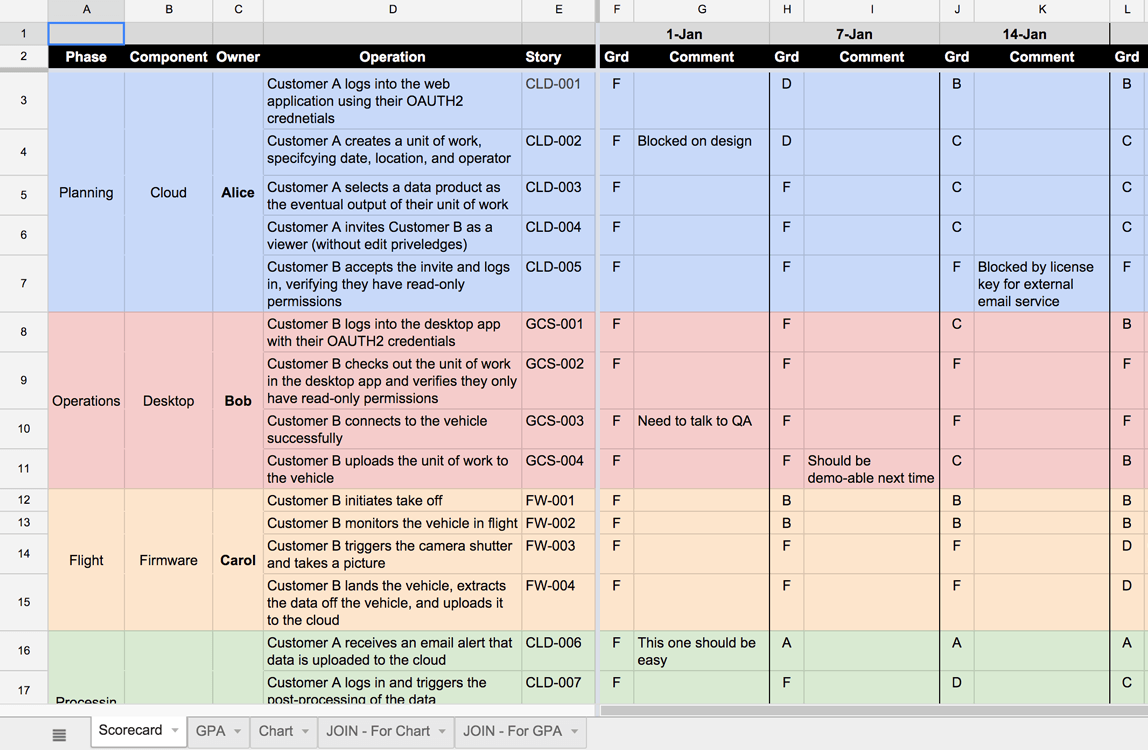 A B C D E F G H I J K L
1 1-Jan 7-Jan 14-Jan
2 Phase Component Owner Operation Story Grd Comment Grd Comment Grd Comment Grd
3 Customer A logs into the web CLD-001 F D B B
application using their OAUTH2
crednetials
4 Customer A creates a unit of work, CLD-002 F Blocked on design D C C
specifcying date, location, and operator
5 Planning Cloud Alice Customer A selects a data product as CLD-003 F F C C
the eventual output of their unit of work
6 Customer A invites Customer B as a CLD-004 F F C C
viewer (without edit priveledges)
7 Customer B accepts the invite and logs CLD-005 F F F Blocked by license F
in, verifying they have read-only key for external
permissions email service
8 Customer B logs into the desktop app GCS-001 F F C B
with their OAUTH2 credentials
9 Customer B checks out the unit of work GCS-002 F F F F
in the desktop app and verifies they only
Operations Desktop Bob have read-only permissions
10 Customer B connects to the vehicle GCS-003 F Need to talk to QA F F F
successfully
11 Customer B uploads the unit of work to GCS-004 F F Should be C B
the vehicle demo-able next time
12 Customer B initiates take off FW-001 F B B B
13 Customer B monitors the vehicle in flight FW-002 F B B B
14 Flight Firmware Carol Customer B triggers the camera shutter FW-003 F F F D
and takes a picture
15 Customer B lands the vehicle, extracts FW-004 F F F D
the data off the vehicle, and uploads it
to the cloud
16 Customer A receives an email alert that CLD-006 F This one should be A A A
data is uploaded to the cloud easy
17 Customer A logs in and triggers the CLD-007 F F D C
Processin post-processing of the data
Scorecard GPA Chart JOIN - For Chart JOIN - For GPA